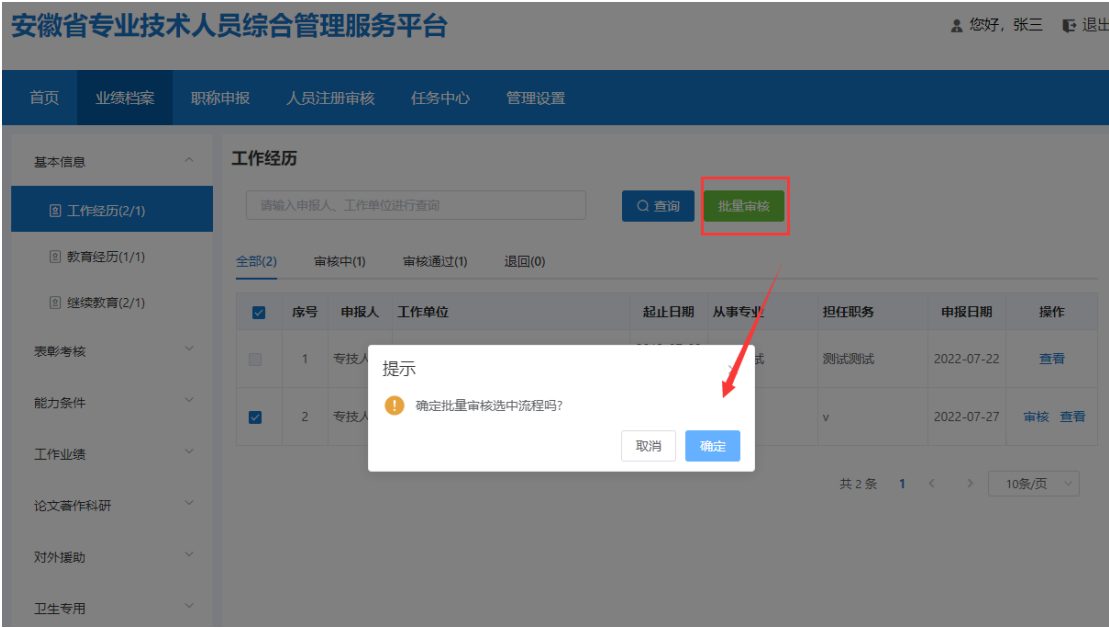 安徽省专业技术人员综合管理服务平台
您好，张三 退出
首页 业绩档案 职称申报 人员注册审核 任务中心 管理设置
基本信息
工作经历(2/1)
教育经历(1/1)
继续教育(2/1)
表彰考核
能力条件
工作业绩
论文著作科研
对外援助
卫生专用
工作经历
请输入申报人、工作单位进行查询 查询 批量审核
全部(2) 审核中(1) 审核通过(1) 退回(0)
序号 申报人 工作单位 起止日期 从事专业 担任职务 申报日期 操作
1 专技人 试 测试测试 2022-07-22 查看
2 专技人 v 2022-07-27 审核 查看
提示
确定批量审核选中流程吗?
取消 确定
共 2 条 1 10条/页